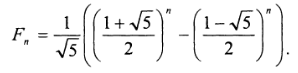 F_n = \frac{1}{\sqrt{5}} \left( \left( \frac{1+\sqrt{5}}{2} \right)^n - \left( \frac{1-\sqrt{5}}{2} \right)^n \right).